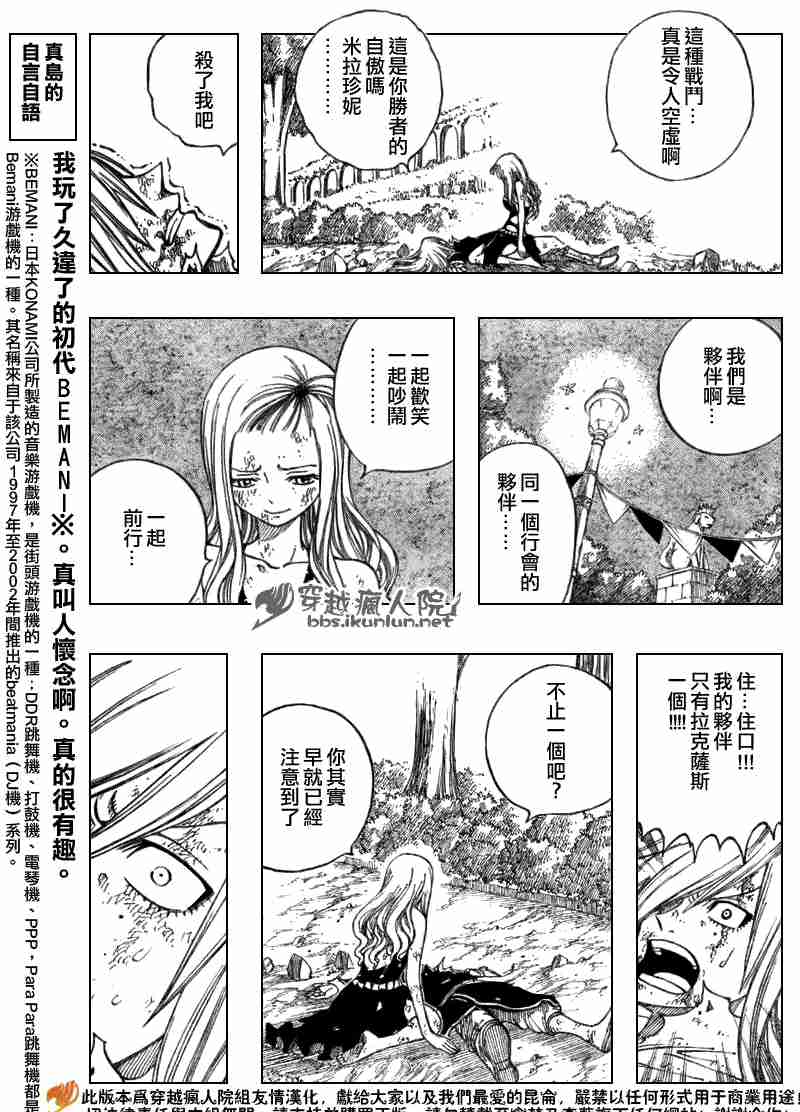 這種戰鬥…
真是令人空虛啊
這是你勝者的
自傲嗎
米拉珍妮
…………
殺了我吧
我們是
夥伴啊…
同一個行會的
夥伴……
一起歡笑
一起吵鬧
…………
一起
前行…
住…住口!!!
我的夥伴
只有拉克薩斯
一個!!!!
不止一個吧？
你其實
早就已經
注意到了
真島的
自言自語
我玩了久違了的初代BEMANI※。真叫人懷念啊。真的很有趣。
※BEMANI：日本KONAMI公司所製造的音樂游戲機，是街頭游戲機的一種：DDR跳舞機、打鼓機、電琴機、PPP，Para Para跳舞機都是
Bemani游戲機的一種。其名稱來自于該公司1997年至2002年間推出的beatmania（DJ機）系列。
穿越瘋人院
bbs.ikunlun.net
此版本爲穿越瘋人院組友情漢化，獻給大家以及我們最愛的昆侖，嚴禁以任何形式用于商業用途